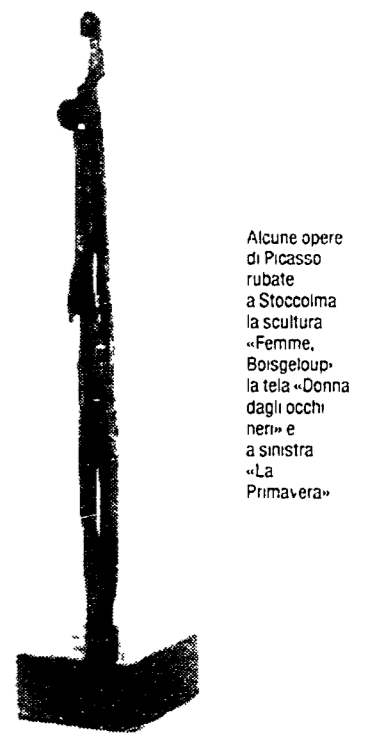 Alcune opere
di Picasso
rubate
a Stoccolma
la scultura
«Femme,
Boisgeloup»
la tela «Donna
dagli occhi
neri» e
a sinistra
«La
Primavera»